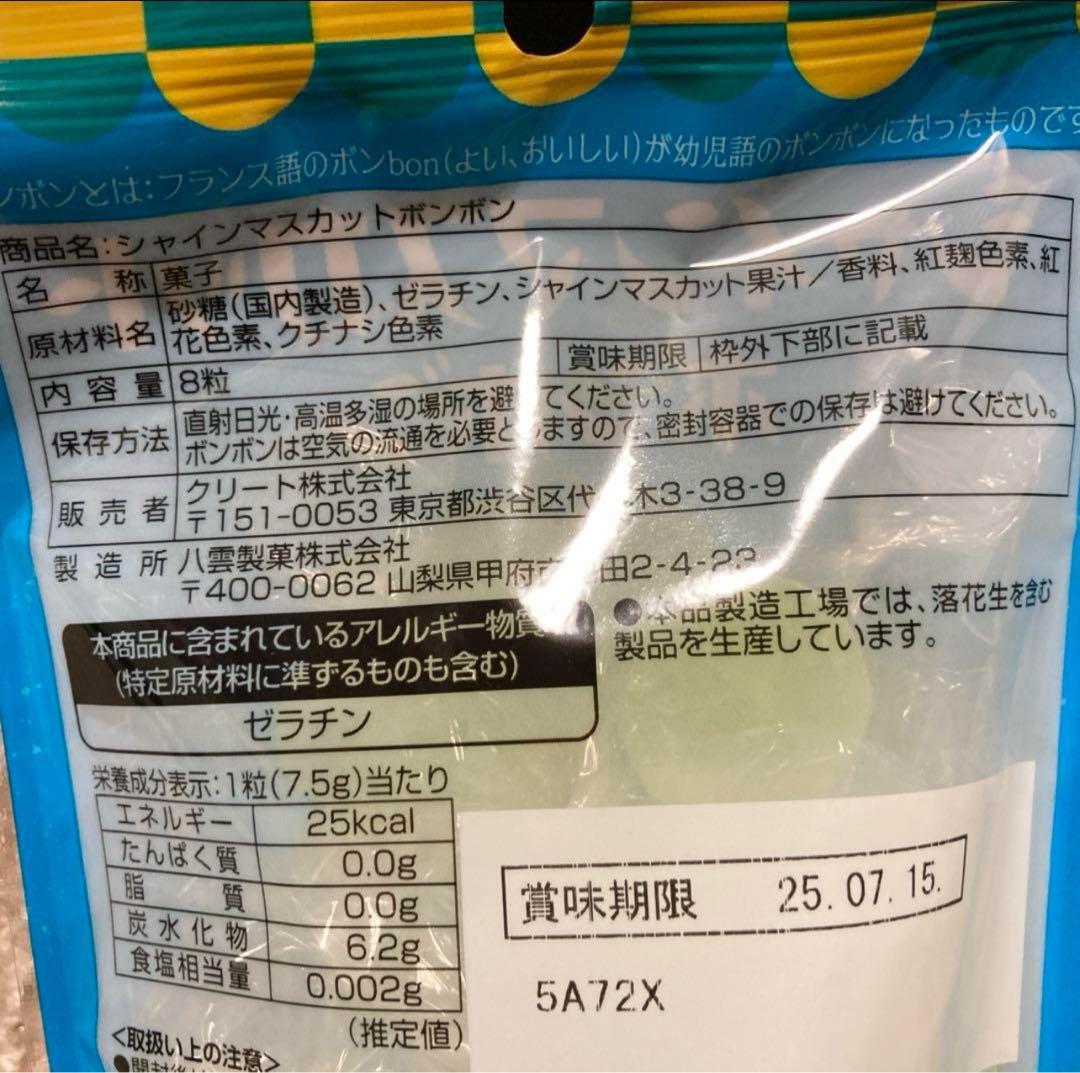 ンボンとは:フランス語のボンbon(よい、おいしい)が幼児語のボンボンになったものです
商品名:シャインマスカットボンボン
名称 菓子
原材料名 砂糖(国内製造)、ゼラチン、シャインマスカット果汁/香料、紅麹色素、紅
花色素、クチナシ色素
内容量 8粒 賞味期限 枠外下部に記載
保存方法 直射日光・高温多湿の場所を避 てください。
ボンボンは空気の流通を必要と しますので、密封容器での保存は避けてください。
販売者 クリート株式会社
〒151-0053 東京都渋谷区代 木3-38-9
製造所 八雲製菓株式会社
〒400-0062 山梨県甲府市 田2-4-23
本商品に含まれているアレルギー物質
(特定原材料に準ずるものも含む)
ゼラチン
●本品製造工場では、落花生を含む
製品を生産しています。
栄養成分表示:1粒(7.5g)当たり
エネルギー 25kcal
たんぱく質 0.0g
脂質 0.0g
炭水化物 6.2g
食塩相当量 0.002g
(推定値)
賞味期限 25.07.15.
5A72X
<取扱い上の注意>
●開封後